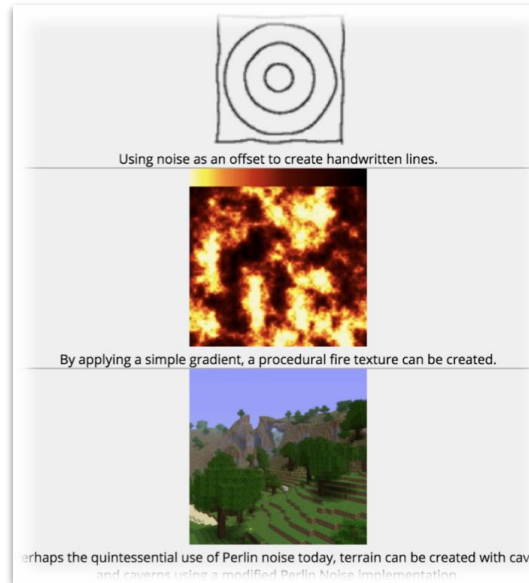 Using noise as an offset to create handwritten lines.
By applying a simple gradient, a procedural fire texture can be created.
erhaps the quintessential use of Perlin noise today, terrain can be created with cav
and caverns using a modified Perlin Noise implementation.